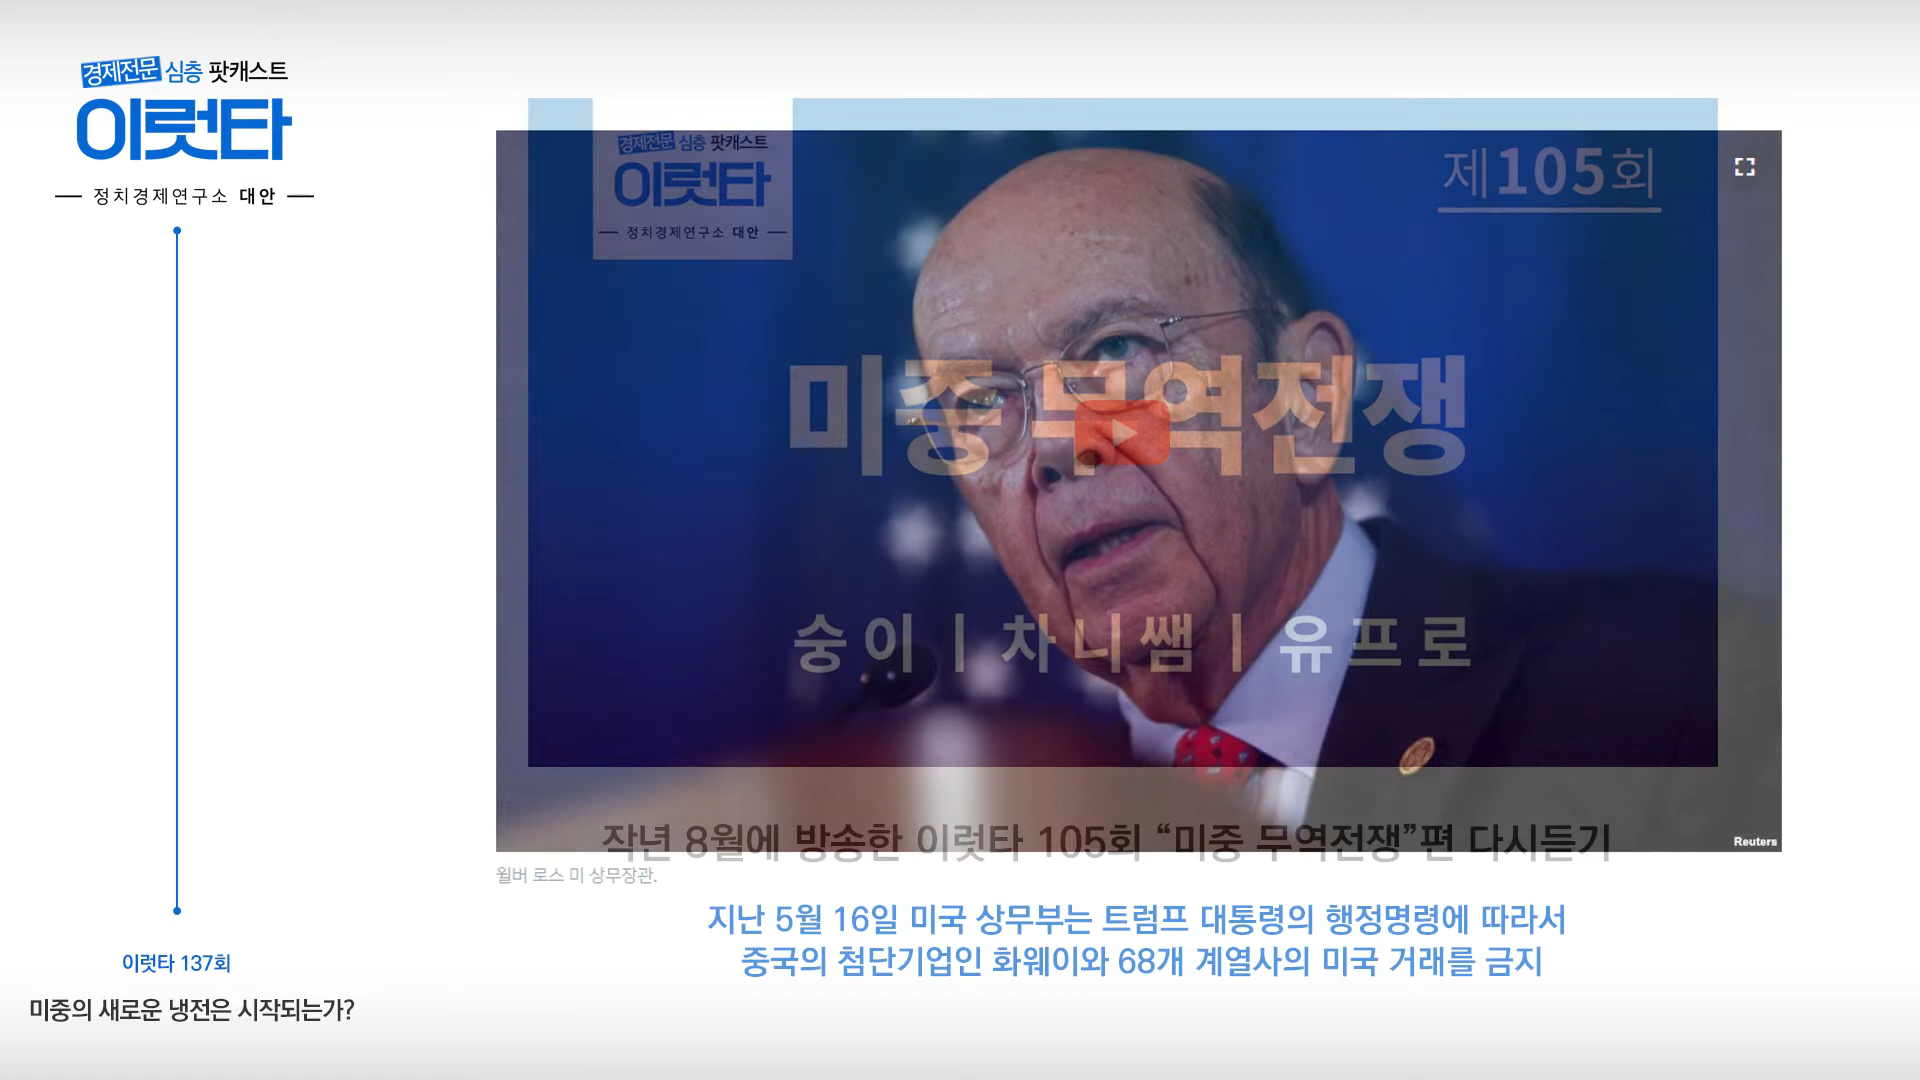 경제전문 심층 팟캐스트
이럿타
정치경제연구소 대안
경제전문 심층 팟캐스트
이럿타
정치경제연구소 대안
제105회
미중 무역전쟁
숭이 | 차니쌤 | 유프로
작년 8월에 방송한 이럿타 105회 “미중 무역전쟁”편 다시듣기
Reuters
윌버 로스 미 상무장관.
지난 5월 16일 미국 상무부는 트럼프 대통령의 행정명령에 따라서
중국의 첨단기업인 화웨이와 68개 계열사의 미국 거래를 금지
이럿타 137회
미중의 새로운 냉전은 시작되는가?